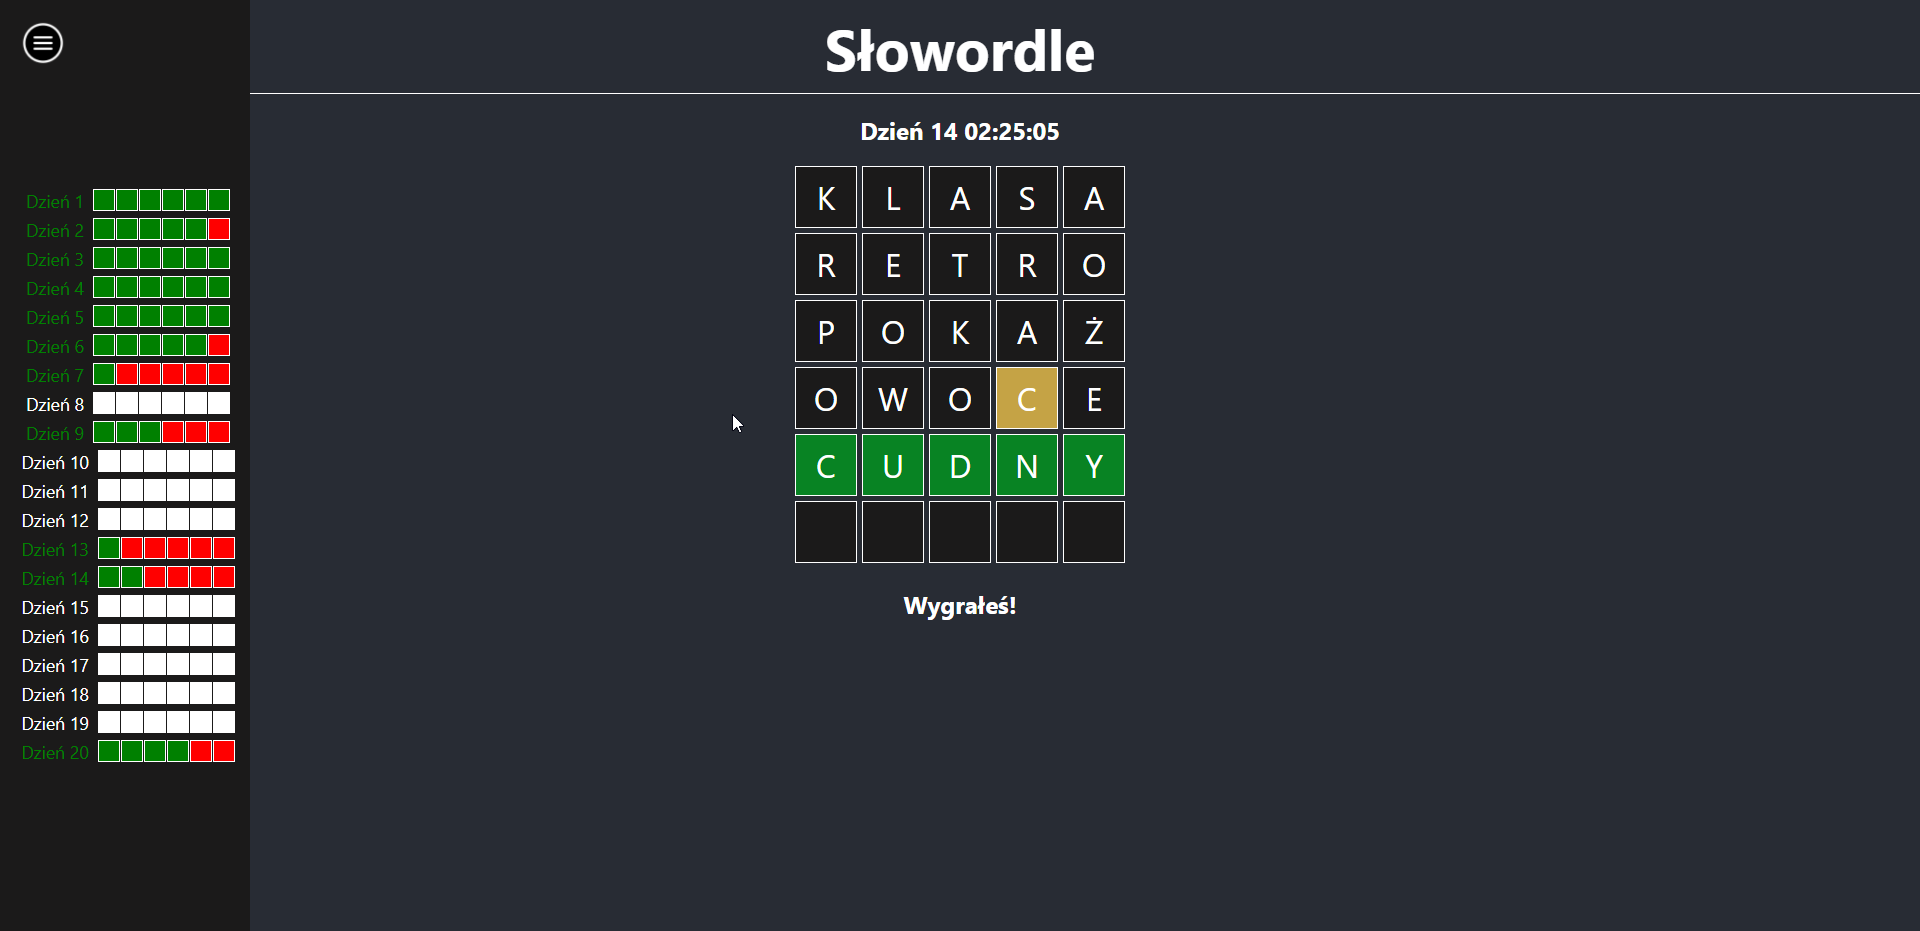 Słowordle
Dzień 14 02:25:05
K L A S A
R E T R O
P O K A Ż
O W O C E
C U D N Y
Wygrałeś!
Dzień 1
Dzień 2
Dzień 3
Dzień 4
Dzień 5
Dzień 6
Dzień 7
Dzień 8
Dzień 9
Dzień 10
Dzień 11
Dzień 12
Dzień 13
Dzień 14
Dzień 15
Dzień 16
Dzień 17
Dzień 18
Dzień 19
Dzień 20